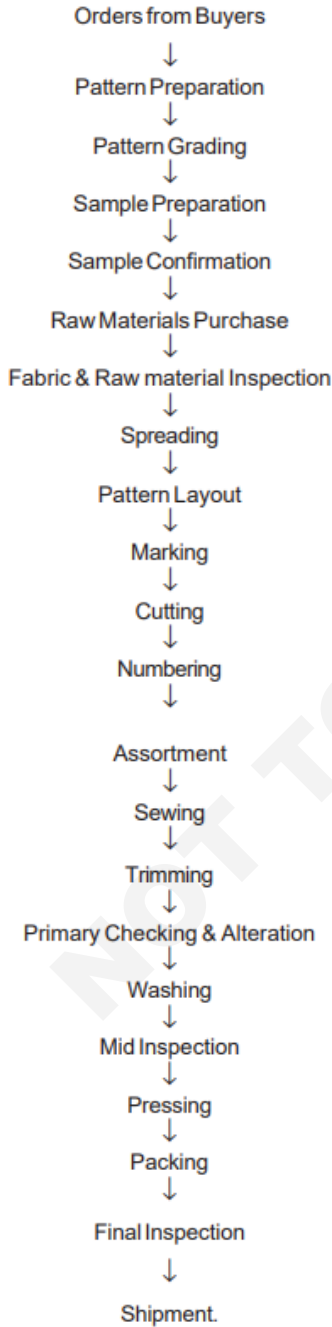 Orders from Buyers
↓
Pattern Preparation
↓
Pattern Grading
↓
Sample Preparation
↓
Sample Confirmation
↓
Raw Materials Purchase
↓
Fabric & Raw material Inspection
↓
Spreading
↓
Pattern Layout
↓
Marking
↓
Cutting
↓
Numbering
↓
Assortment
↓
Sewing
↓
Trimming
↓
Primary Checking & Alteration
↓
Washing
↓
Mid Inspection
↓
Pressing
↓
Packing
↓
Final Inspection
↓
Shipment.
NOT